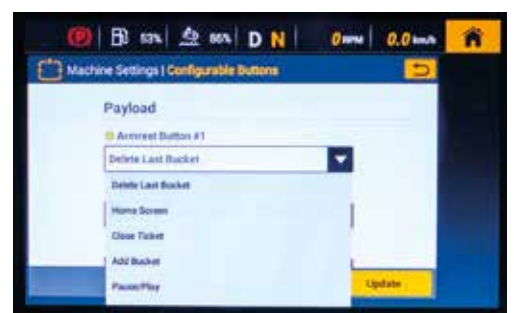 P 53% 86% D N 0 RPM 0.0 km/h
Machine Settings | Configurable Buttons
Payload
Armrest Button #1
Delete Last Bucket
Delete Last Bucket
Home Screen
Close Ticket
Add Bucket
Pause/Play
Update